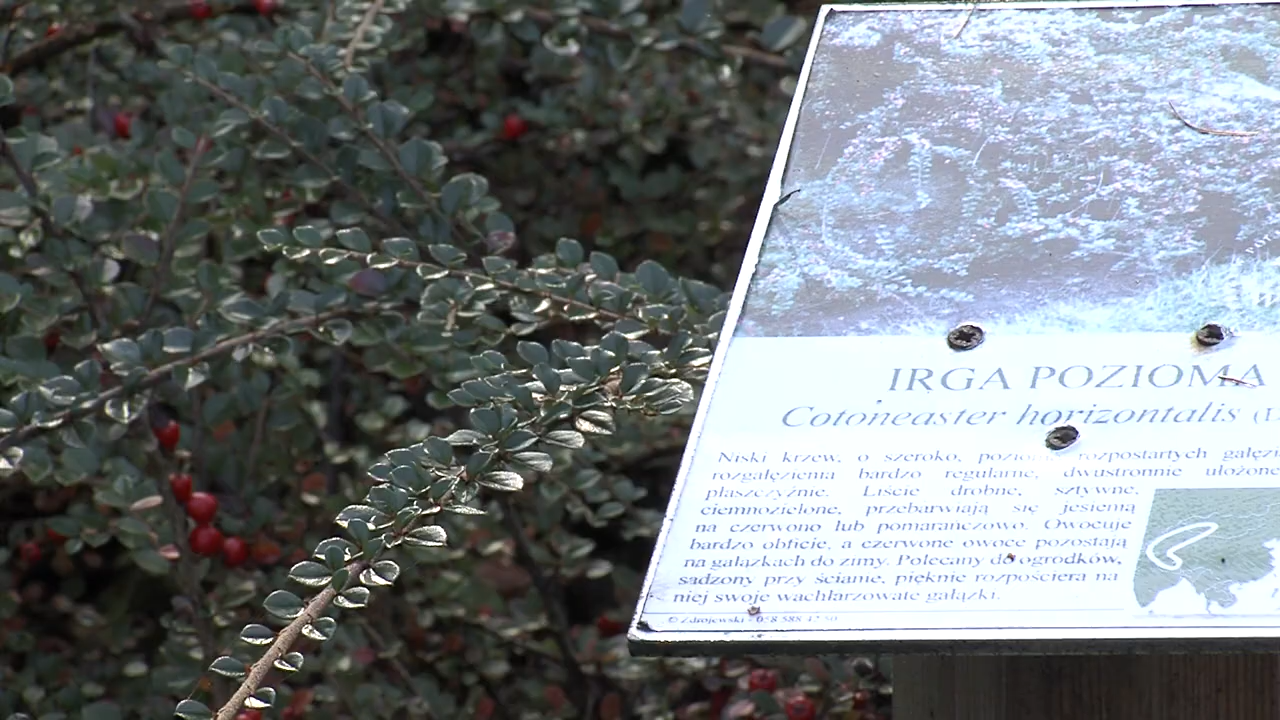 IRGA POZIOMA
Cotoneaster horizontalis
Niski krzew, o szeroko, poziomo rozpostartych
rozgałęzienia bardzo regularne, dwustronnie ułożone
płaszczyźnie. Liście drobne, sztywne,
ciemnozielone, przebarwiają się jesienią
na czerwono lub pomarańczowo. Owocuje
bardzo obficie, a czerwone owoce pozostają
na gałązkach do zimy. Polecany do ogródków,
sadzony przy ścianie, pięknie rozpościera na
niej swoje wachlarzowate gałązki.
© Zdrojewski